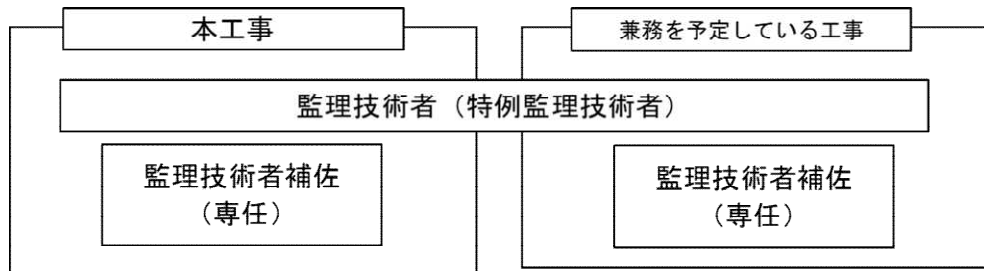 本工事
兼務を予定している工事
監理技術者（特例監理技術者）
監理技術者補佐
（専任）
監理技術者補佐
（専任）